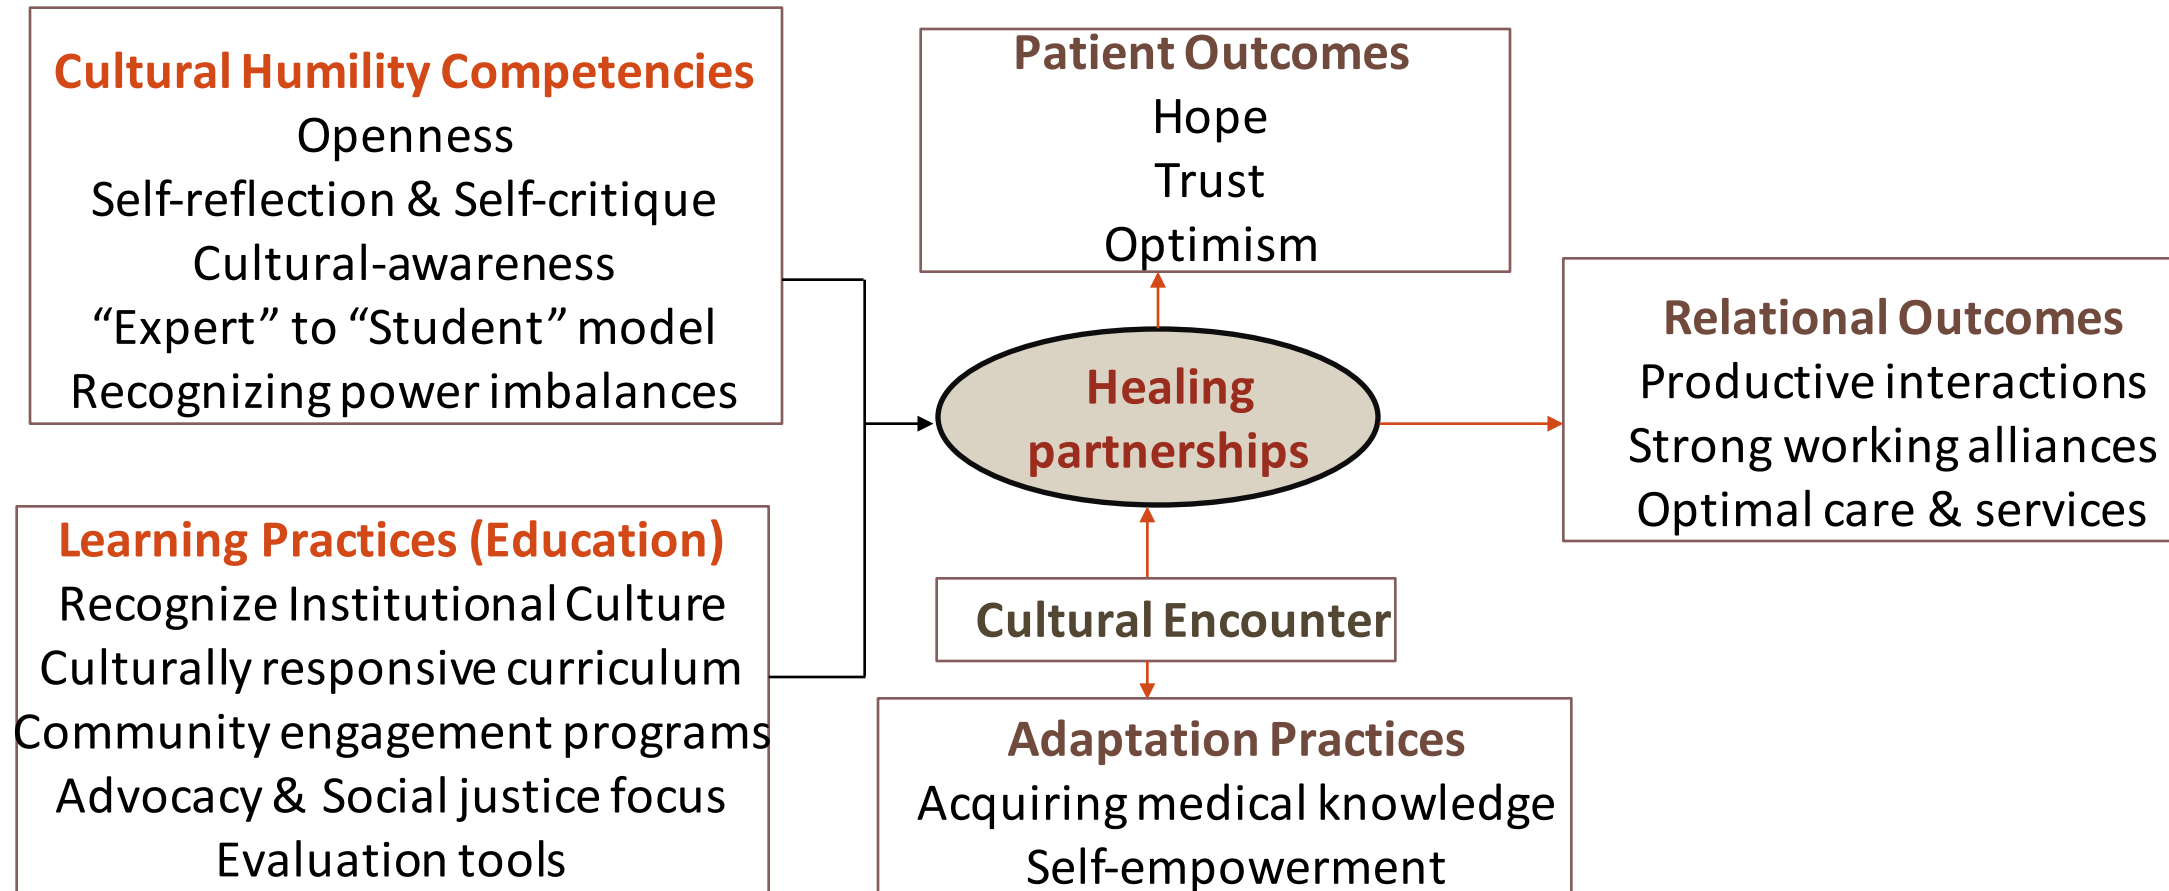 Cultural Humility Competencies
Openness
Self-reflection & Self-critique
Cultural-awareness
“Expert” to “Student” model
Recognizing power imbalances
Learning Practices (Education)
Recognize Institutional Culture
Culturally responsive curriculum
Community engagement programs
Advocacy & Social justice focus
Evaluation tools
Patient Outcomes
Hope
Trust
Optimism
Healing
partnerships
Cultural Encounter
Adaptation Practices
Acquiring medical knowledge
Self-empowerment
Relational Outcomes
Productive interactions
Strong working alliances
Optimal care & services